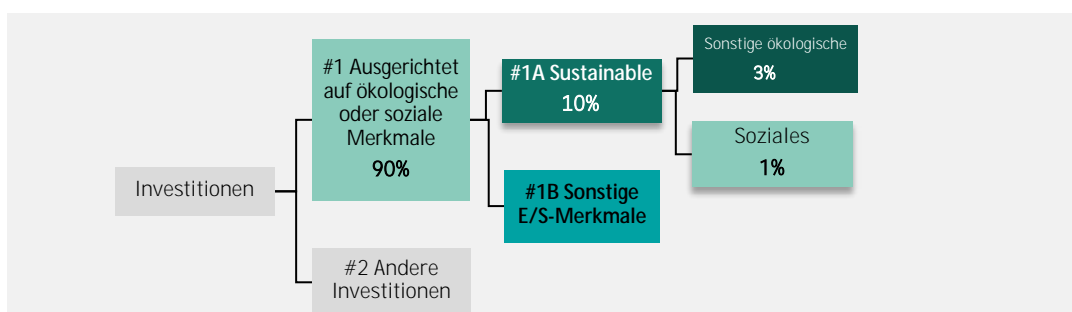 Investitionen
#1 Ausgerichtet
auf ökologische
oder soziale
Merkmale
90%
#2 Andere
Investitionen
#1A Sustainable
10%
#1B Sonstige
E/S-Merkmale
Sonstige ökologische
3%
Soziales
1%